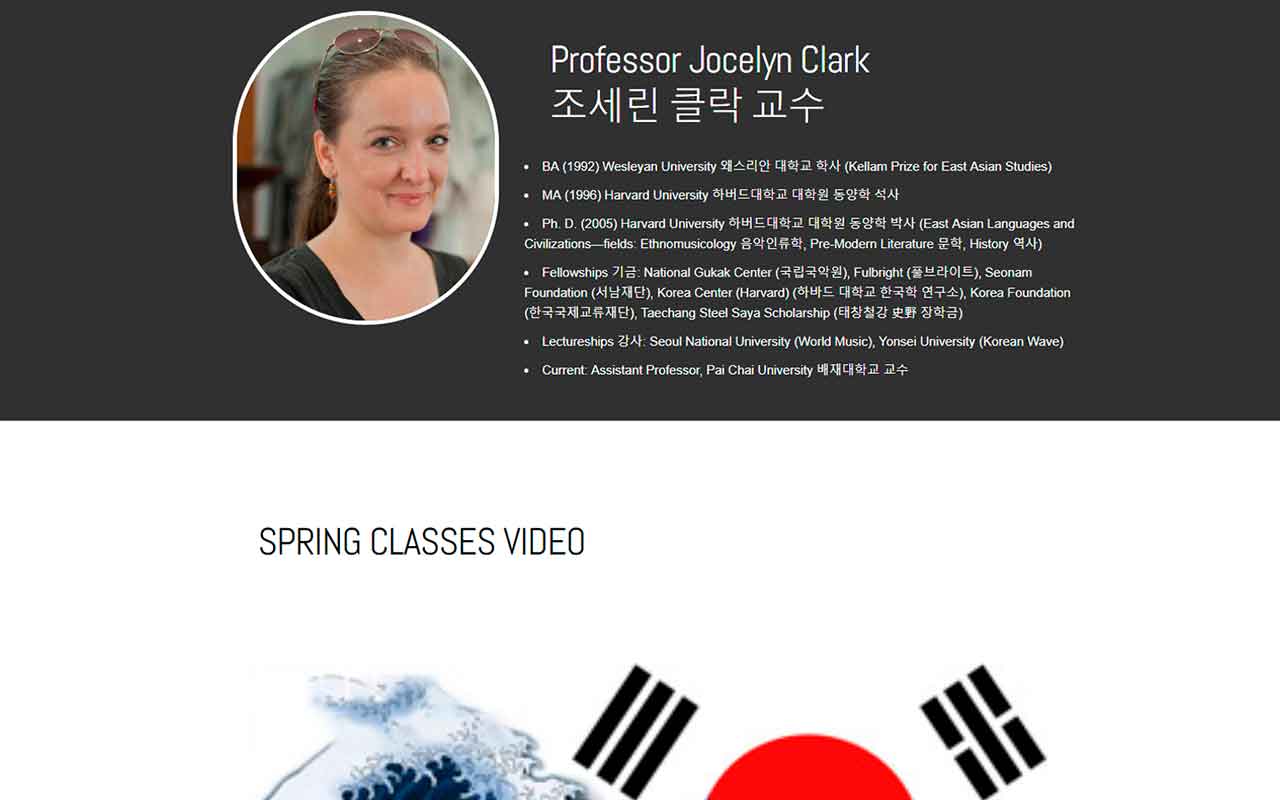 Professor Jocelyn Clark
조세린 클락 교수
• BA (1992) Wesleyan University 왜스리안 대학교 학사 (Kellam Prize for East Asian Studies)
• MA (1996) Harvard University 하버드대학교 대학원 동양학 석사
• Ph. D. (2005) Harvard University 하버드대학교 대학원 동양학 박사 (East Asian Languages and
Civilizations—fields: Ethnomusicology 음악인류학, Pre-Modern Literature 문학, History 역사)
• Fellowships 기금: National Gukak Center (국립국악원), Fulbright (풀브라이트), Seonam
Foundation (서남재단), Korea Center (Harvard) (하바드 대학교 한국학 연구소), Korea Foundation
(한국국제교류재단), Taechang Steel Saya Scholarship (태창철강 史野 장학금)
• Lectureships 강사: Seoul National University (World Music), Yonsei University (Korean Wave)
• Current: Assistant Professor, Pai Chai University 배재대학교 교수
SPRING CLASSES VIDEO